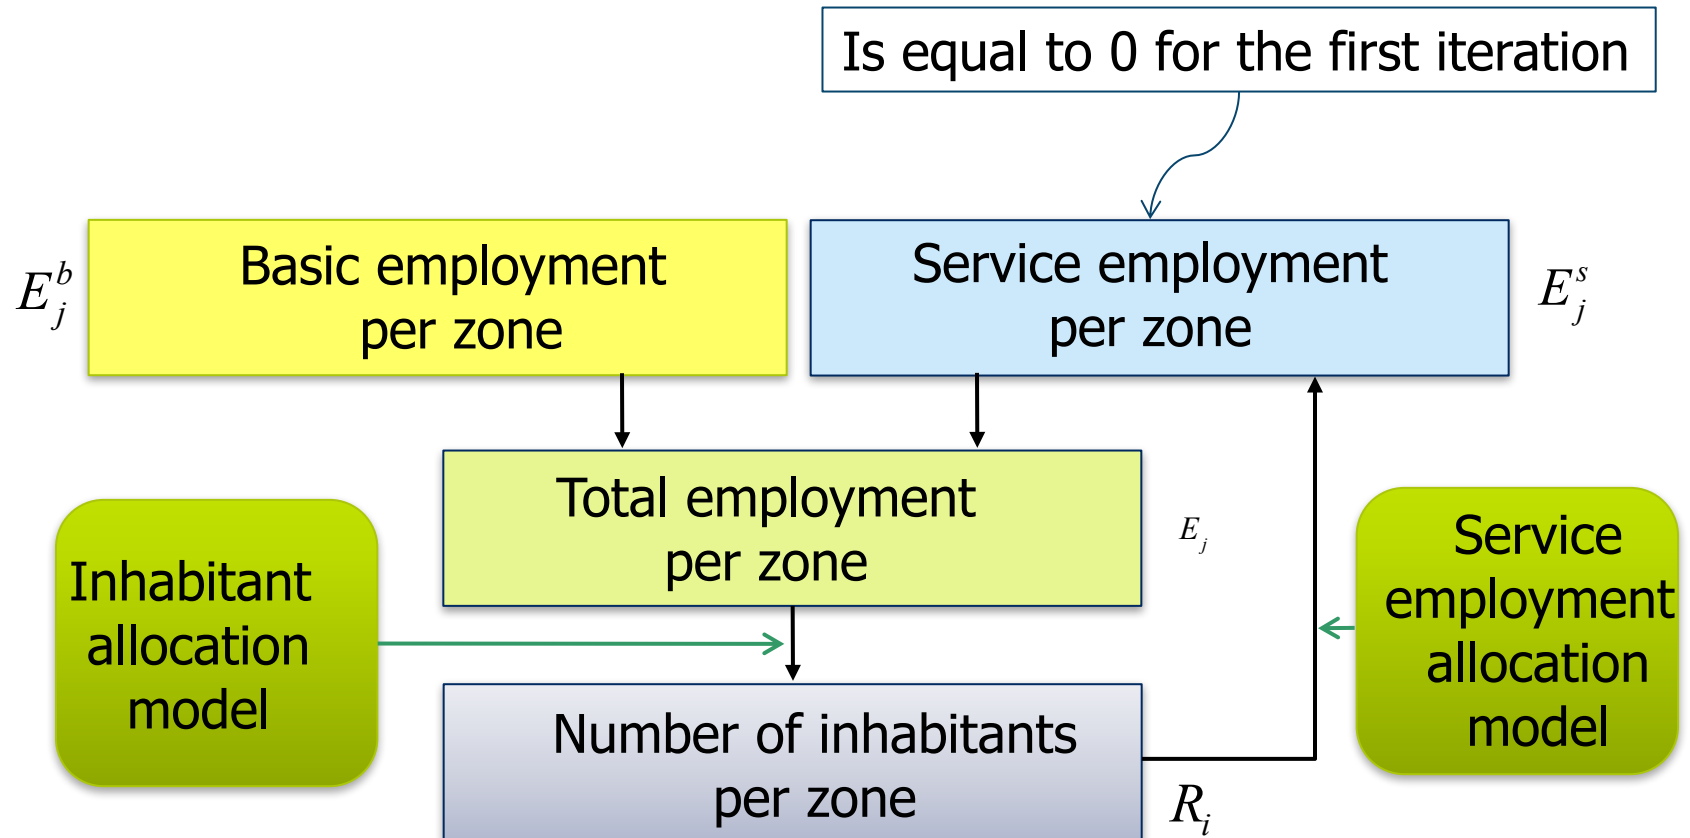 Is equal to 0 for the first iteration
Basic employment
per zone
Service employment
per zone
E_j^b
E_j^s
Total employment
per zone
E_j
Inhabitant
allocation
model
Service
employment
allocation
model
Number of inhabitants
per zone
R_i